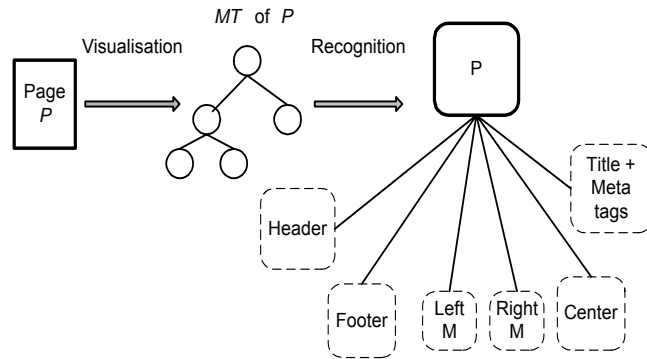 MT of P
Visualisation
Recognition
Page
P
P
Title +
Meta
tags
Header
Footer
Left
M
Right
M
Center